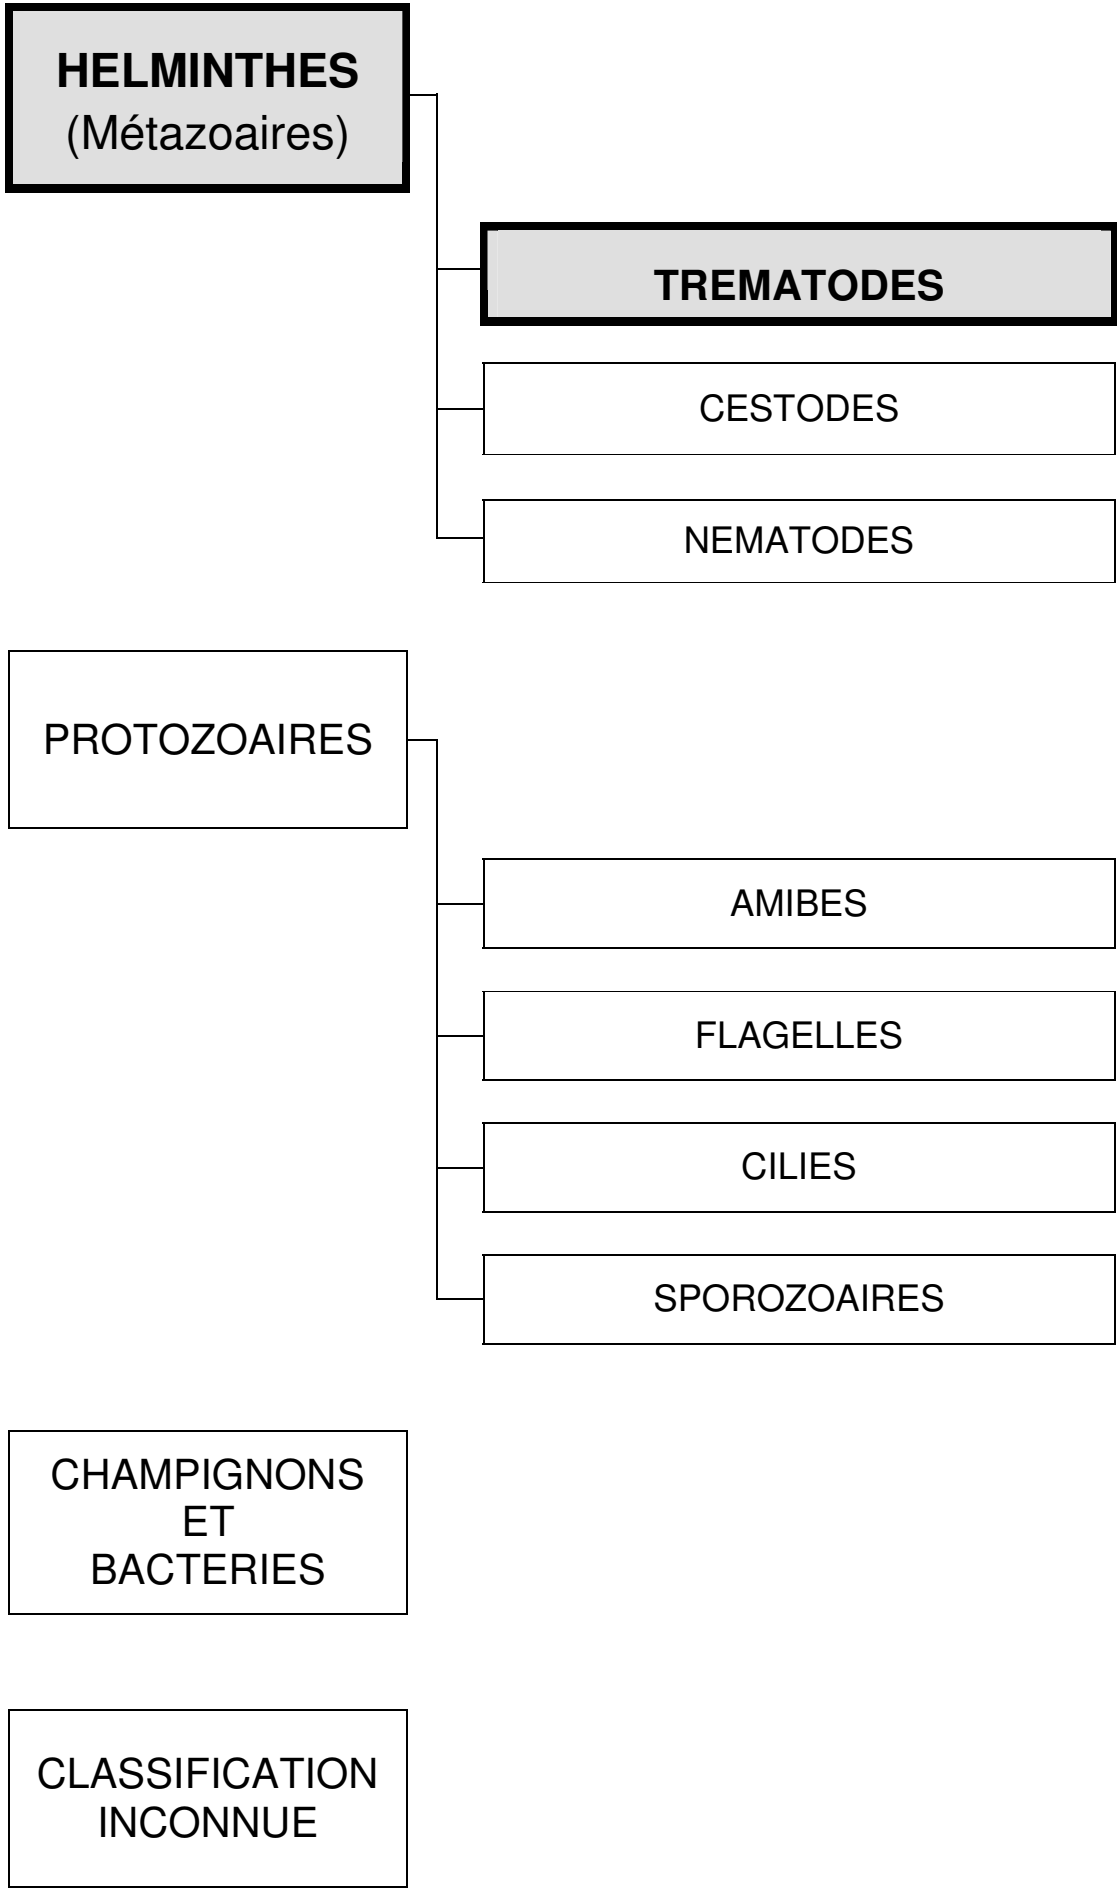 HELMINTHES
(Métazoaires)
TREMATODES
CESTODES
NEMATODES
PROTOZOAIRES
AMIBES
FLAGELLES
CILIES
SPOROZOAIRES
CHAMPIGNONS
ET
BACTERIES
CLASSIFICATION
INCONNUE